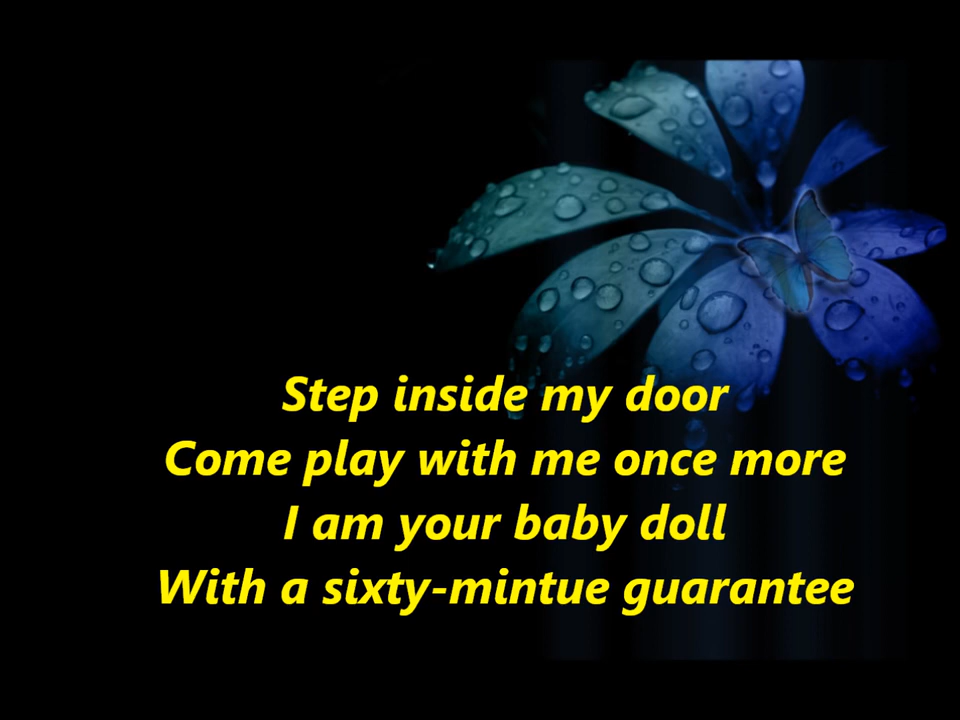 Step inside my door
Come play with me once more
I am your baby doll
With a sixty-mintue guarantee